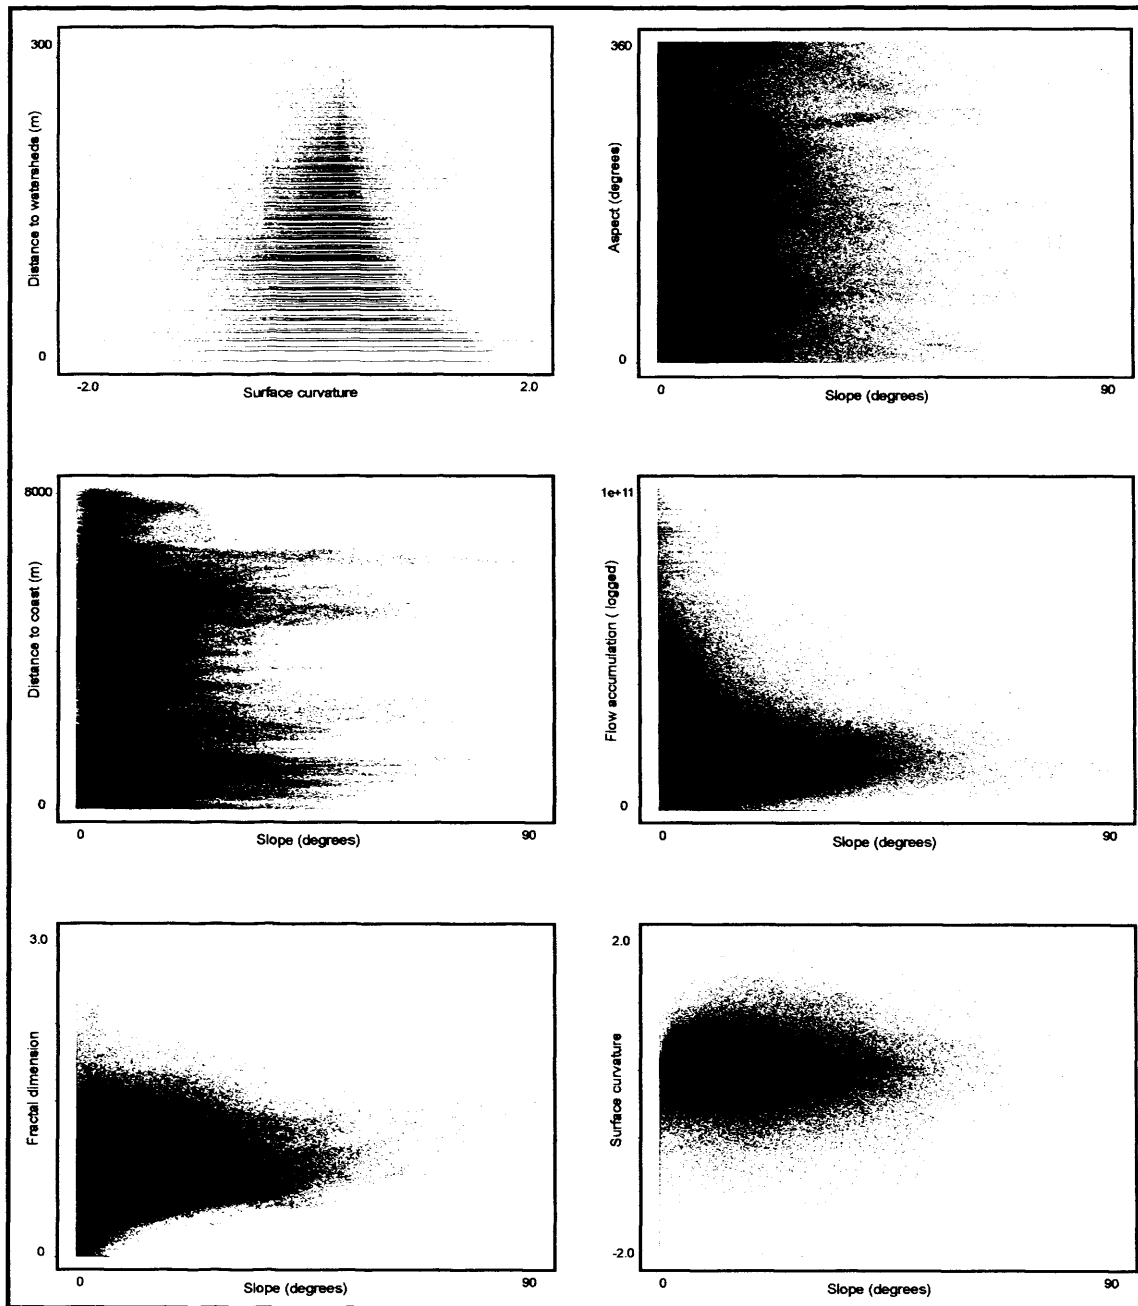 300
Distance to watersheds (m)
0
-2.0
2.0
Surface curvature
360
Aspect (degrees)
0
0
90
Slope (degrees)
8000
Distance to coast (m)
0
0
90
Slope (degrees)
1e+11
Flow accumulation ( logged)
0
0
90
Slope (degrees)
3.0
Fractal dimension
0
0
90
Slope (degrees)
2.0
Surface curvature
-2.0
0
90
Slope (degrees)